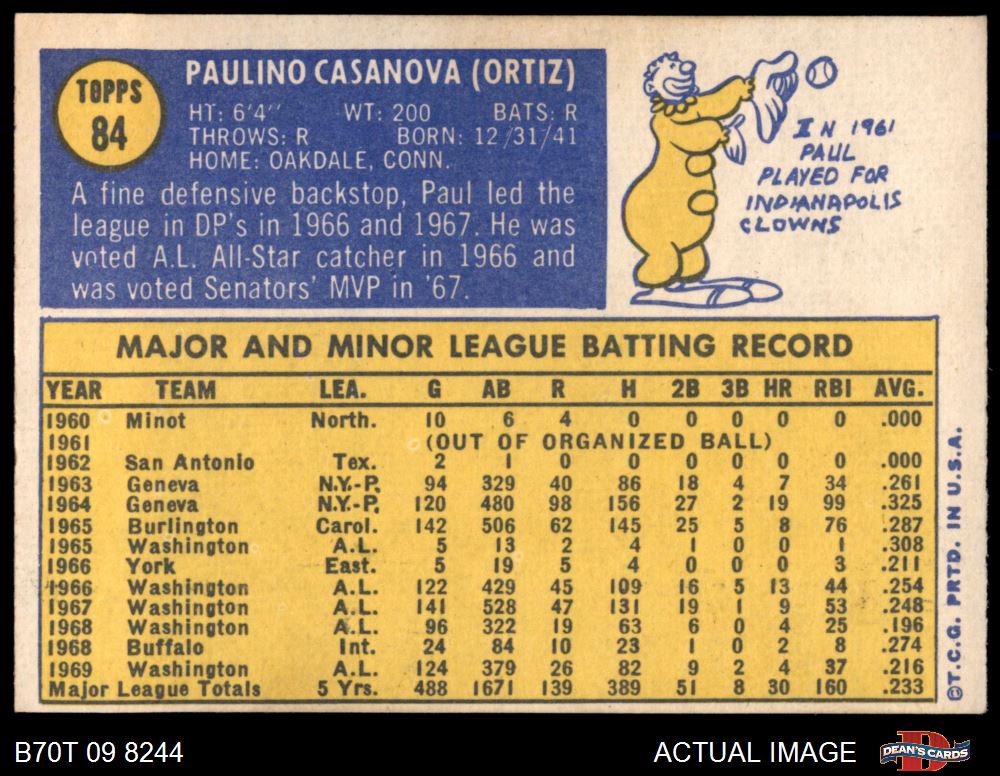 TOPPS
84
PAULINO CASANOVA (ORTIZ)
HT: 6'4" WT: 200 BATS: R
THROWS: R BORN: 12/31/41
HOME: OAKDALE, CONN.
A fine defensive backstop, Paul led the
league in DP's in 1966 and 1967. He was
voted A.L. All-Star catcher in 1966 and
was voted Senators' MVP in '67.
IN 1961
PAUL
PLAYED FOR
INDIANAPOLIS
CLOWNS
MAJOR AND MINOR LEAGUE BATTING RECORD
YEAR TEAM LEA. G AB R H 2B 3B HR RBI AVG.
1960 Minot North. 10 6 4 0 0 0 0 0 .000
1961 (OUT OF ORGANIZED BALL)
1962 San Antonio Tex. 2 1 0 0 0 0 0 0 .000
1963 Geneva N.Y.-P. 94 329 40 86 18 4 7 34 .261
1964 Geneva N.Y.-P. 120 480 98 156 27 2 19 99 .325
1965 Burlington Carol. 142 506 62 145 25 5 8 76 .287
1965 Washington A.L. 5 13 2 4 1 0 0 1 .308
1966 York East. 5 19 5 4 0 0 0 3 .211
1966 Washington A.L. 122 429 45 109 16 5 13 44 .254
1967 Washington A.L. 141 528 47 131 19 1 9 53 .248
1968 Washington A.L. 96 322 19 63 6 0 4 25 .196
1968 Buffalo Int. 24 84 10 23 1 0 2 8 .274
1969 Washington A.L. 124 379 26 82 9 2 4 37 .216
Major League Totals 5 Yrs. 488 1671 139 389 51 8 30 160 .233
©T.C.G. PRTD. IN U.S.A.
B70T 09 8244
ACTUAL IMAGE
DEAN'S CARDS